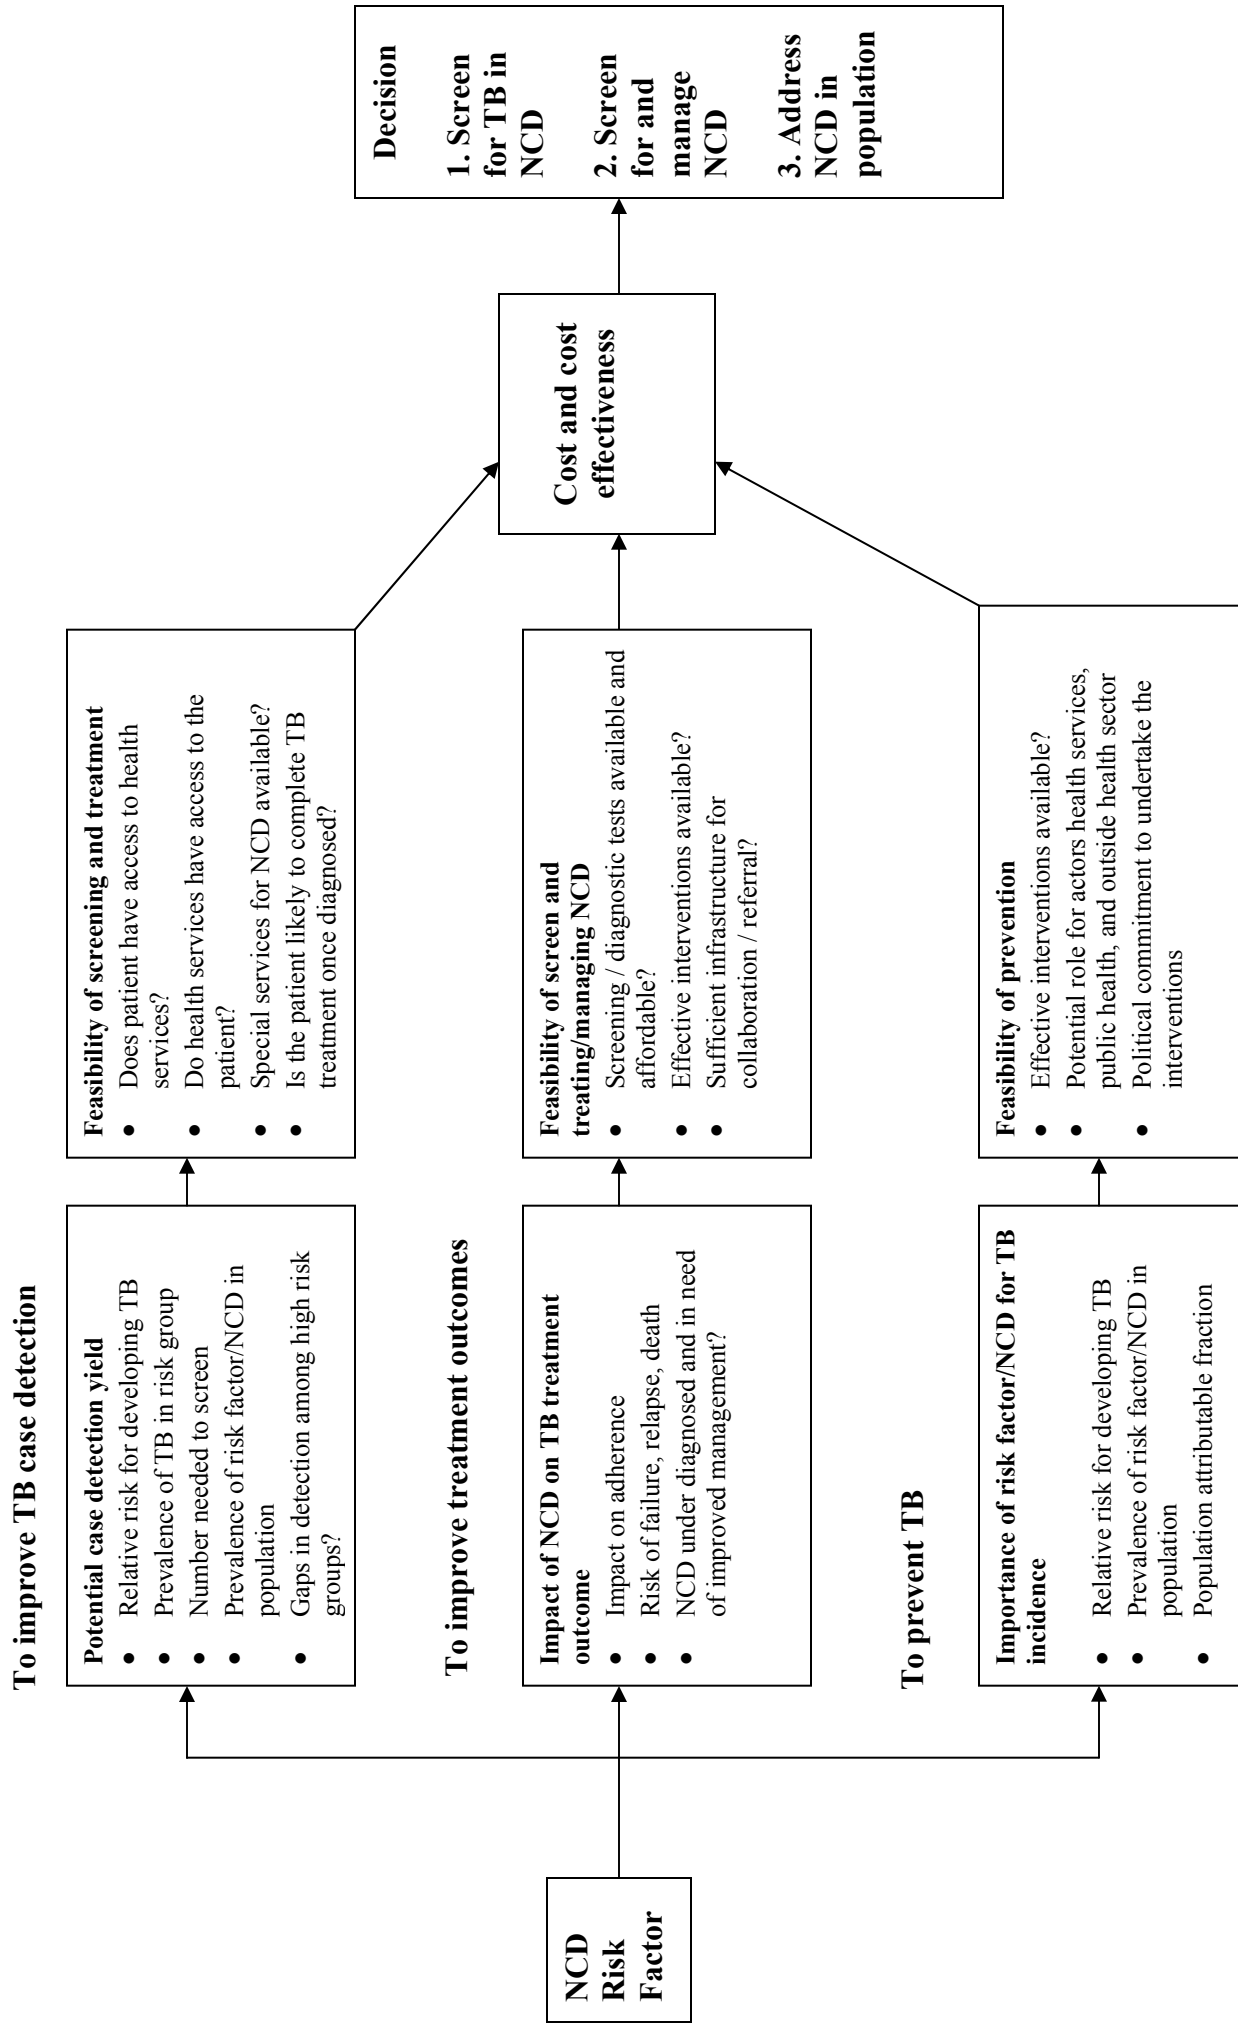 To improve TB case detection
Potential case detection yield
• Relative risk for developing TB
• Prevalence of TB in risk group
• Number needed to screen
• Prevalence of risk factor/NCD in
population
• Gaps in detection among high risk
groups?
Feasibility of screening and treatment
• Does patient have access to health
services?
• Do health services have access to the
patient?
• Special services for NCD available?
• Is the patient likely to complete TB
treatment once diagnosed?
To improve treatment outcomes
NCD
Risk
Factor
Impact of NCD on TB treatment
outcome
• Impact on adherence
• Risk of failure, relapse, death
• NCD under diagnosed and in need
of improved management?
Feasibility of screen and
treating/managing NCD
• Screening / diagnostic tests available and
affordable?
• Effective interventions available?
• Sufficient infrastructure for
collaboration / referral?
Cost and cost
effectiveness
Decision
1. Screen
for TB in
NCD
2. Screen
for and
manage
NCD
3. Address
NCD in
population
To prevent TB
Importance of risk factor/NCD for TB
incidence
• Relative risk for developing TB
• Prevalence of risk factor/NCD in
population
• Population attributable fraction
Feasibility of prevention
• Effective interventions available?
• Potential role for actors health services,
public health, and outside health sector
• Political commitment to undertake the
interventions